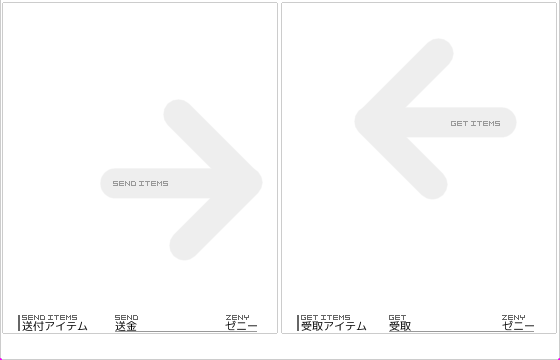 SEND ITEMS
SEND ITEMS SEND ZENY
送付アイテム 送金 ゼニー
GET ITEMS
GET ITEMS GET ZENY
受取アイテム 受取 ゼニー